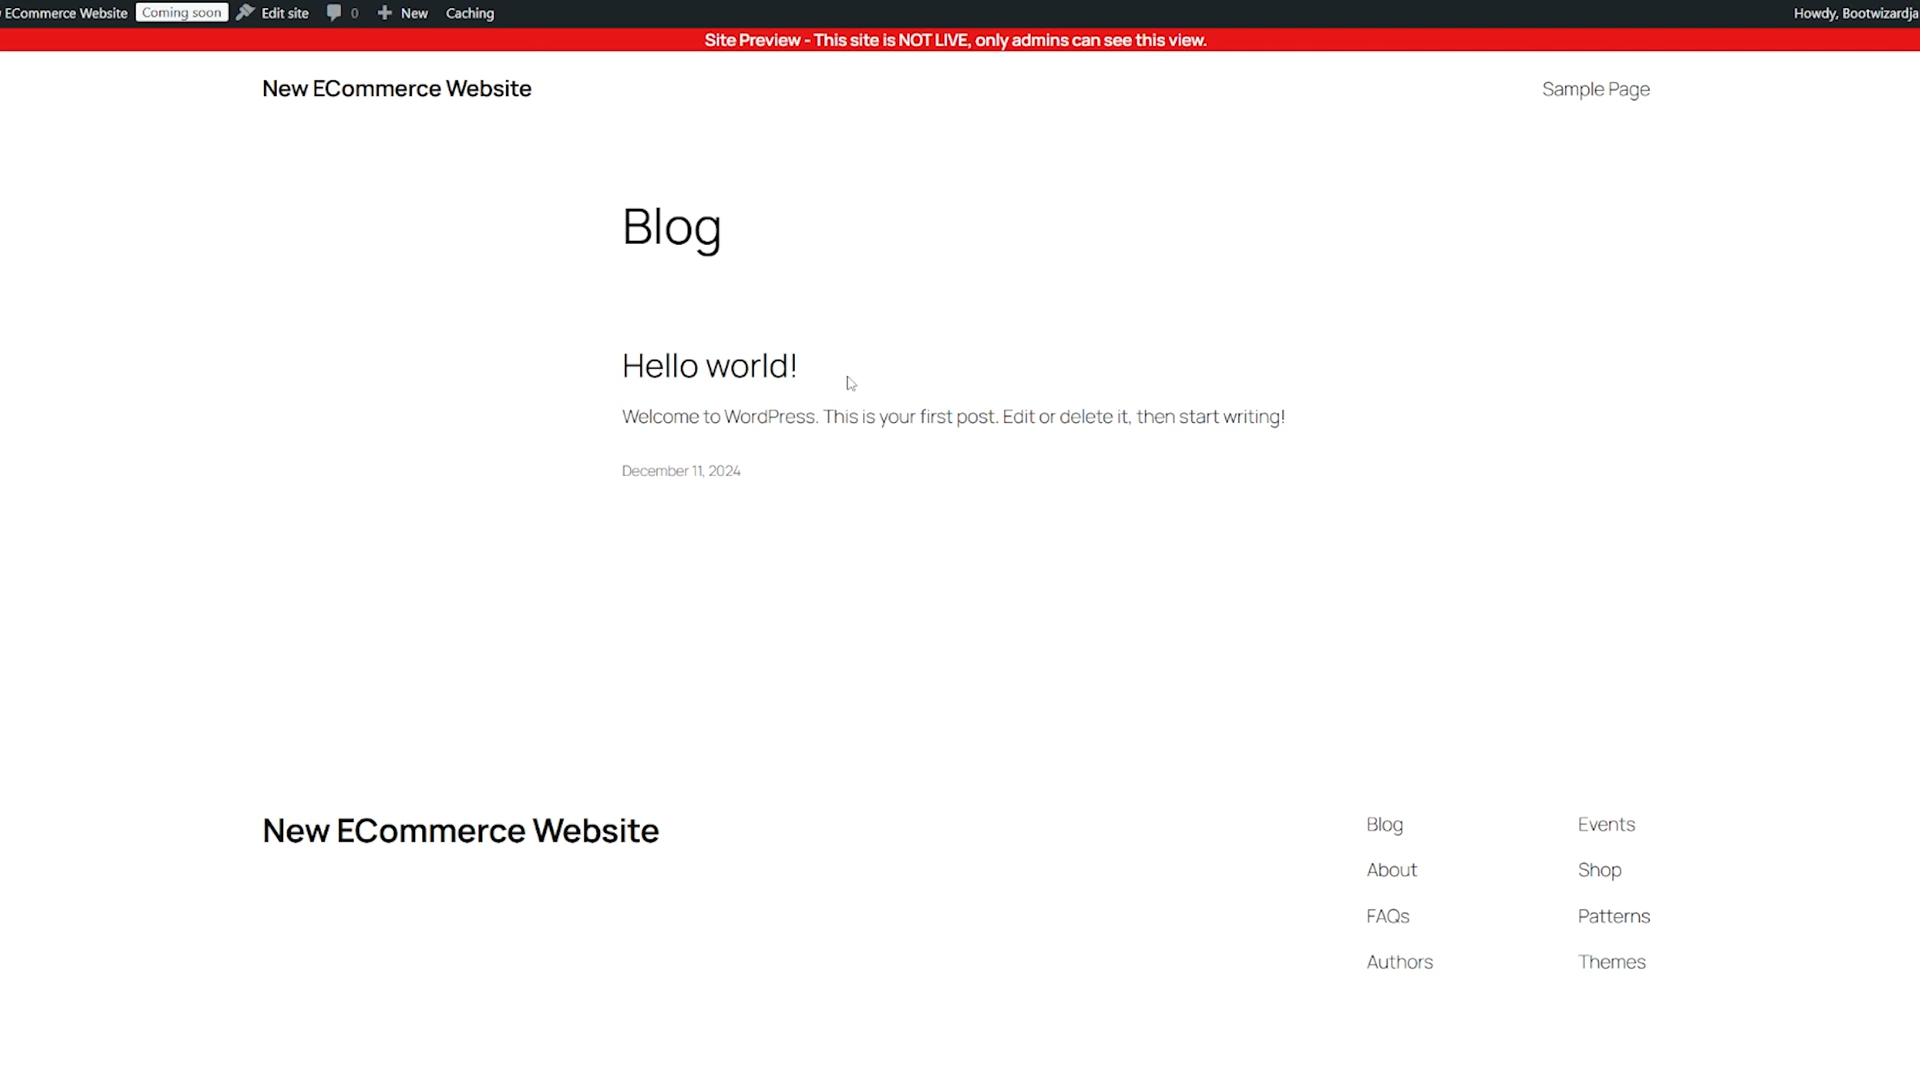 ECommerce Website Coming soon Edit site 0 New Caching Howdy, Bootwizardja
Site Preview - This site is NOT LIVE, only admins can see this view.
New ECommerce Website Sample Page
Blog
Hello world!
Welcome to WordPress. This is your first post. Edit or delete it, then start writing!
December 11, 2024
New ECommerce Website
Blog Events
About Shop
FAQs Patterns
Authors Themes